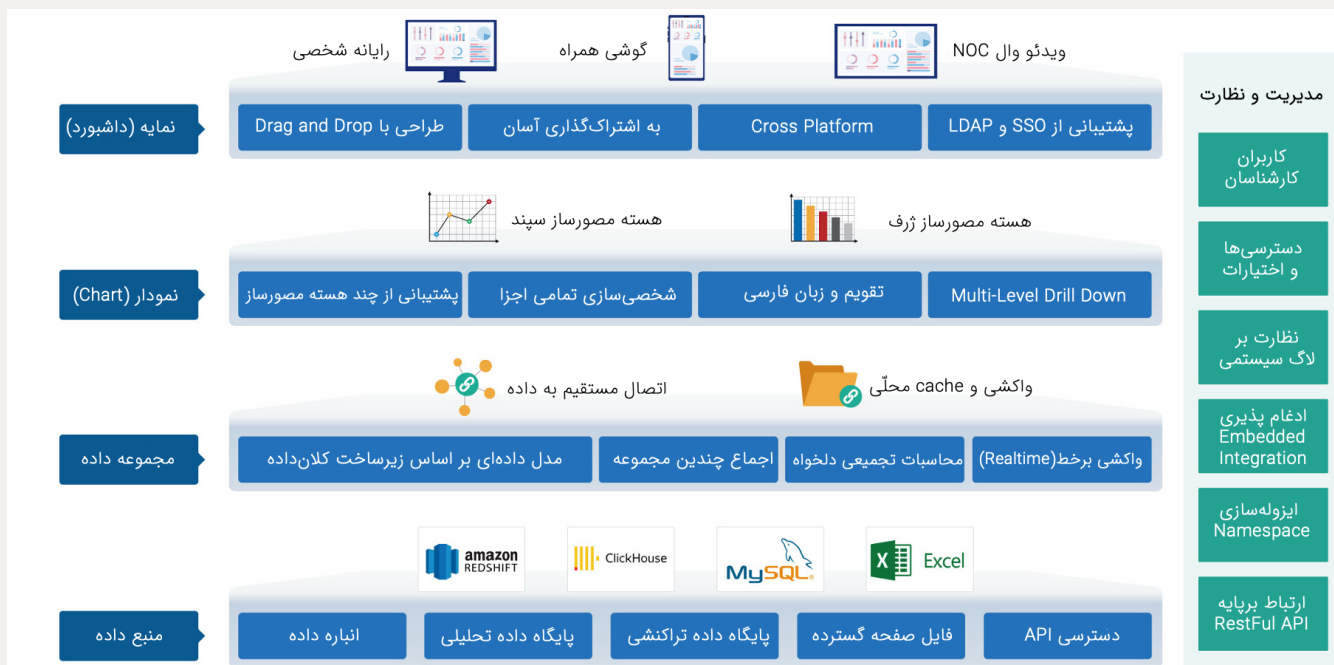 ویدئو وال NOC
گوشی همراه
رایانه شخصی
نمایه (داشبورد)
پشتیبانی از SSO و LDAP
Cross Platform
به اشتراک‌گذاری آسان
طراحی با Drag and Drop
هسته مصورساز ژرف
هسته مصورساز سپند
نمودار (Chart)
Multi-Level Drill Down
تقویم و زبان فارسی
شخصی‌سازی تمامی اجزا
پشتیبانی از چند هسته مصورساز
واکشی و cache محلّی
اتصال مستقیم به داده
مجموعه داده
واکشی برخط(Realtime)
محاسبات تجمیعی دلخواه
اجماع چندین مجموعه
مدل داده‌ای بر اساس زیرساخت کلان‌داده
Excel
MySQL
ClickHouse
amazon
REDSHIFT
منبع داده
دسترسی API
فایل صفحه گسترده
پایگاه داده تراکنشی
پایگاه داده تحلیلی
انباره داده
مدیریت و نظارت
کاربران
کارشناسان
دسترسی‌ها
و اختیارات
نظارت بر
لاگ سیستمی
ادغام پذیری
Embedded
Integration
ایزوله‌سازی
Namespace
ارتباط برپایه
RestFul API